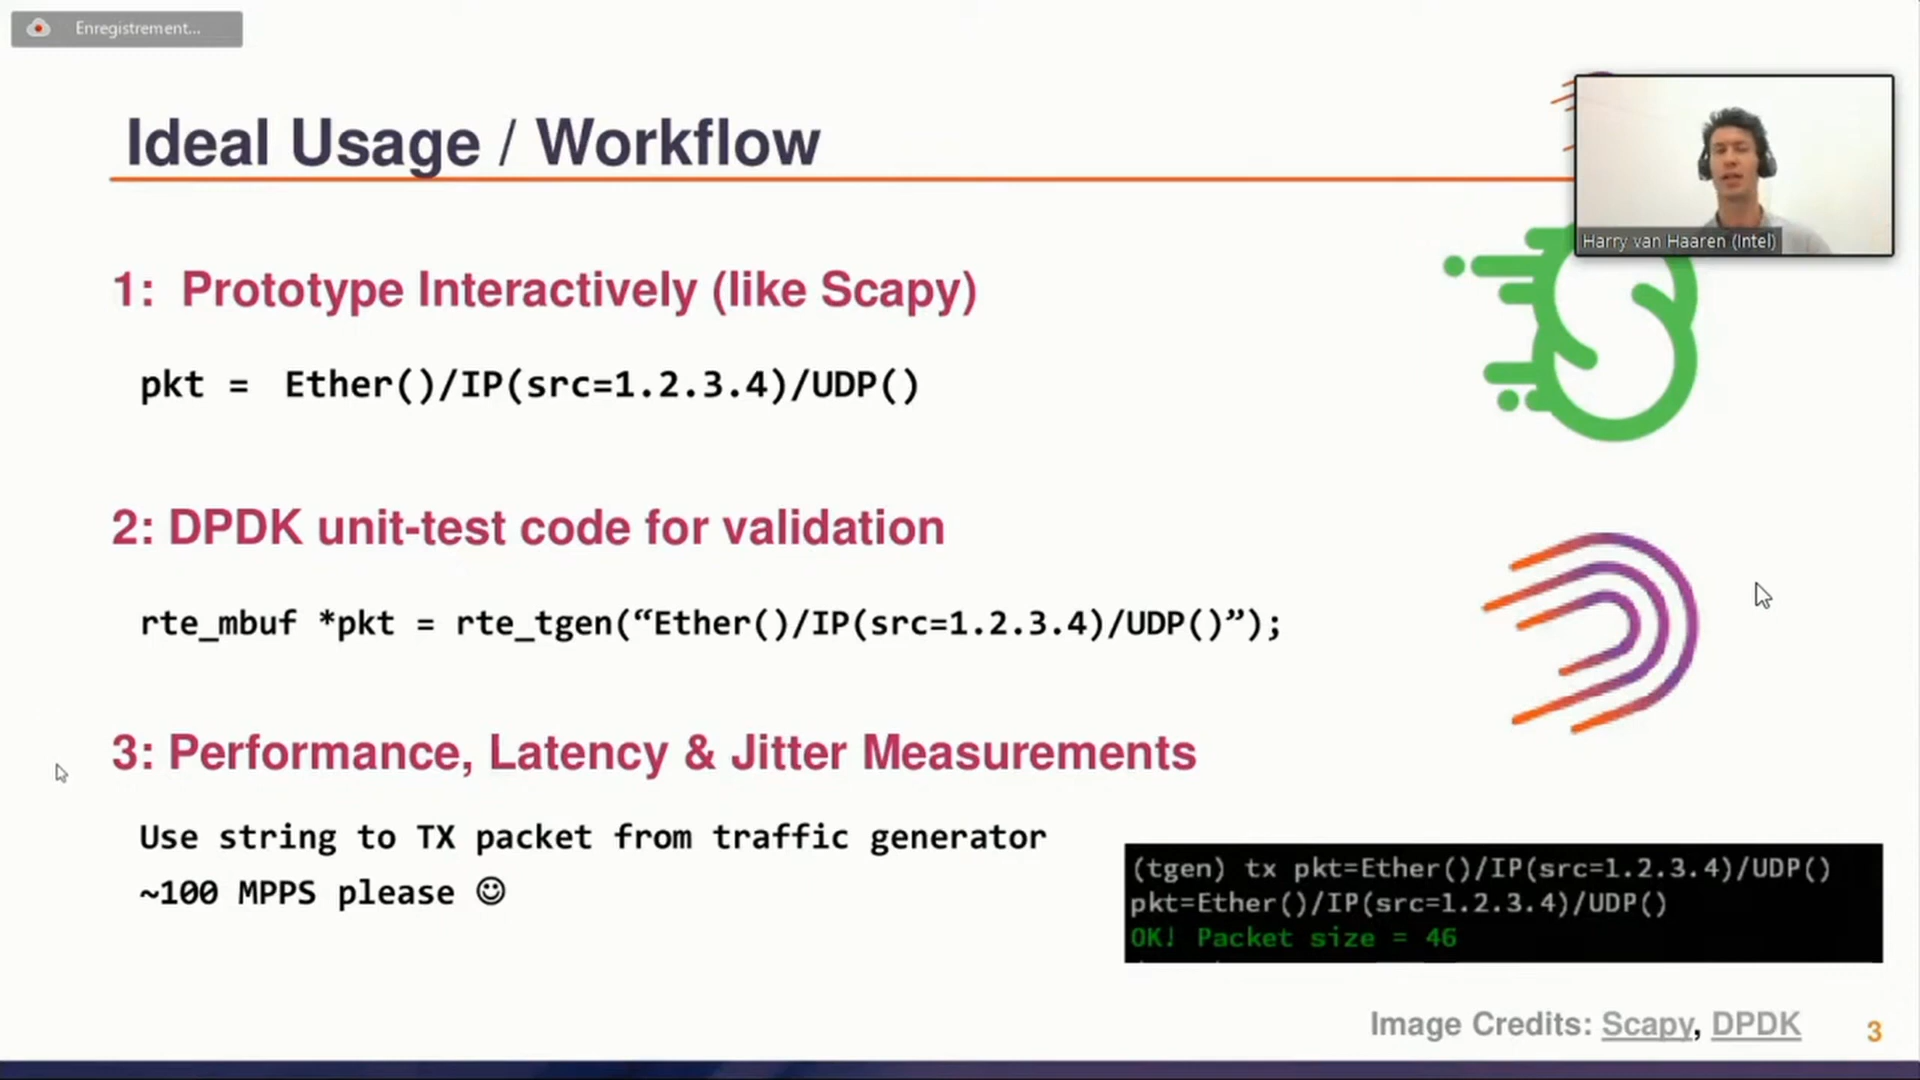 Enregistrement...
Ideal Usage / Workflow
Harry van Haaren (Intel)
1: Prototype Interactively (like Scapy)
pkt = Ether()/IP(src=1.2.3.4)/UDP()
2: DPDK unit-test code for validation
rte_mbuf *pkt = rte_tgen(“Ether()/IP(src=1.2.3.4)/UDP()”);
3: Performance, Latency & Jitter Measurements
Use string to TX packet from traffic generator
~100 MPPS please ☺
(tgen) tx pkt=Ether()/IP(src=1.2.3.4)/UDP()
pkt=Ether()/IP(src=1.2.3.4)/UDP()
OK! Packet size = 46
Image Credits: Scapy, DPDK
3